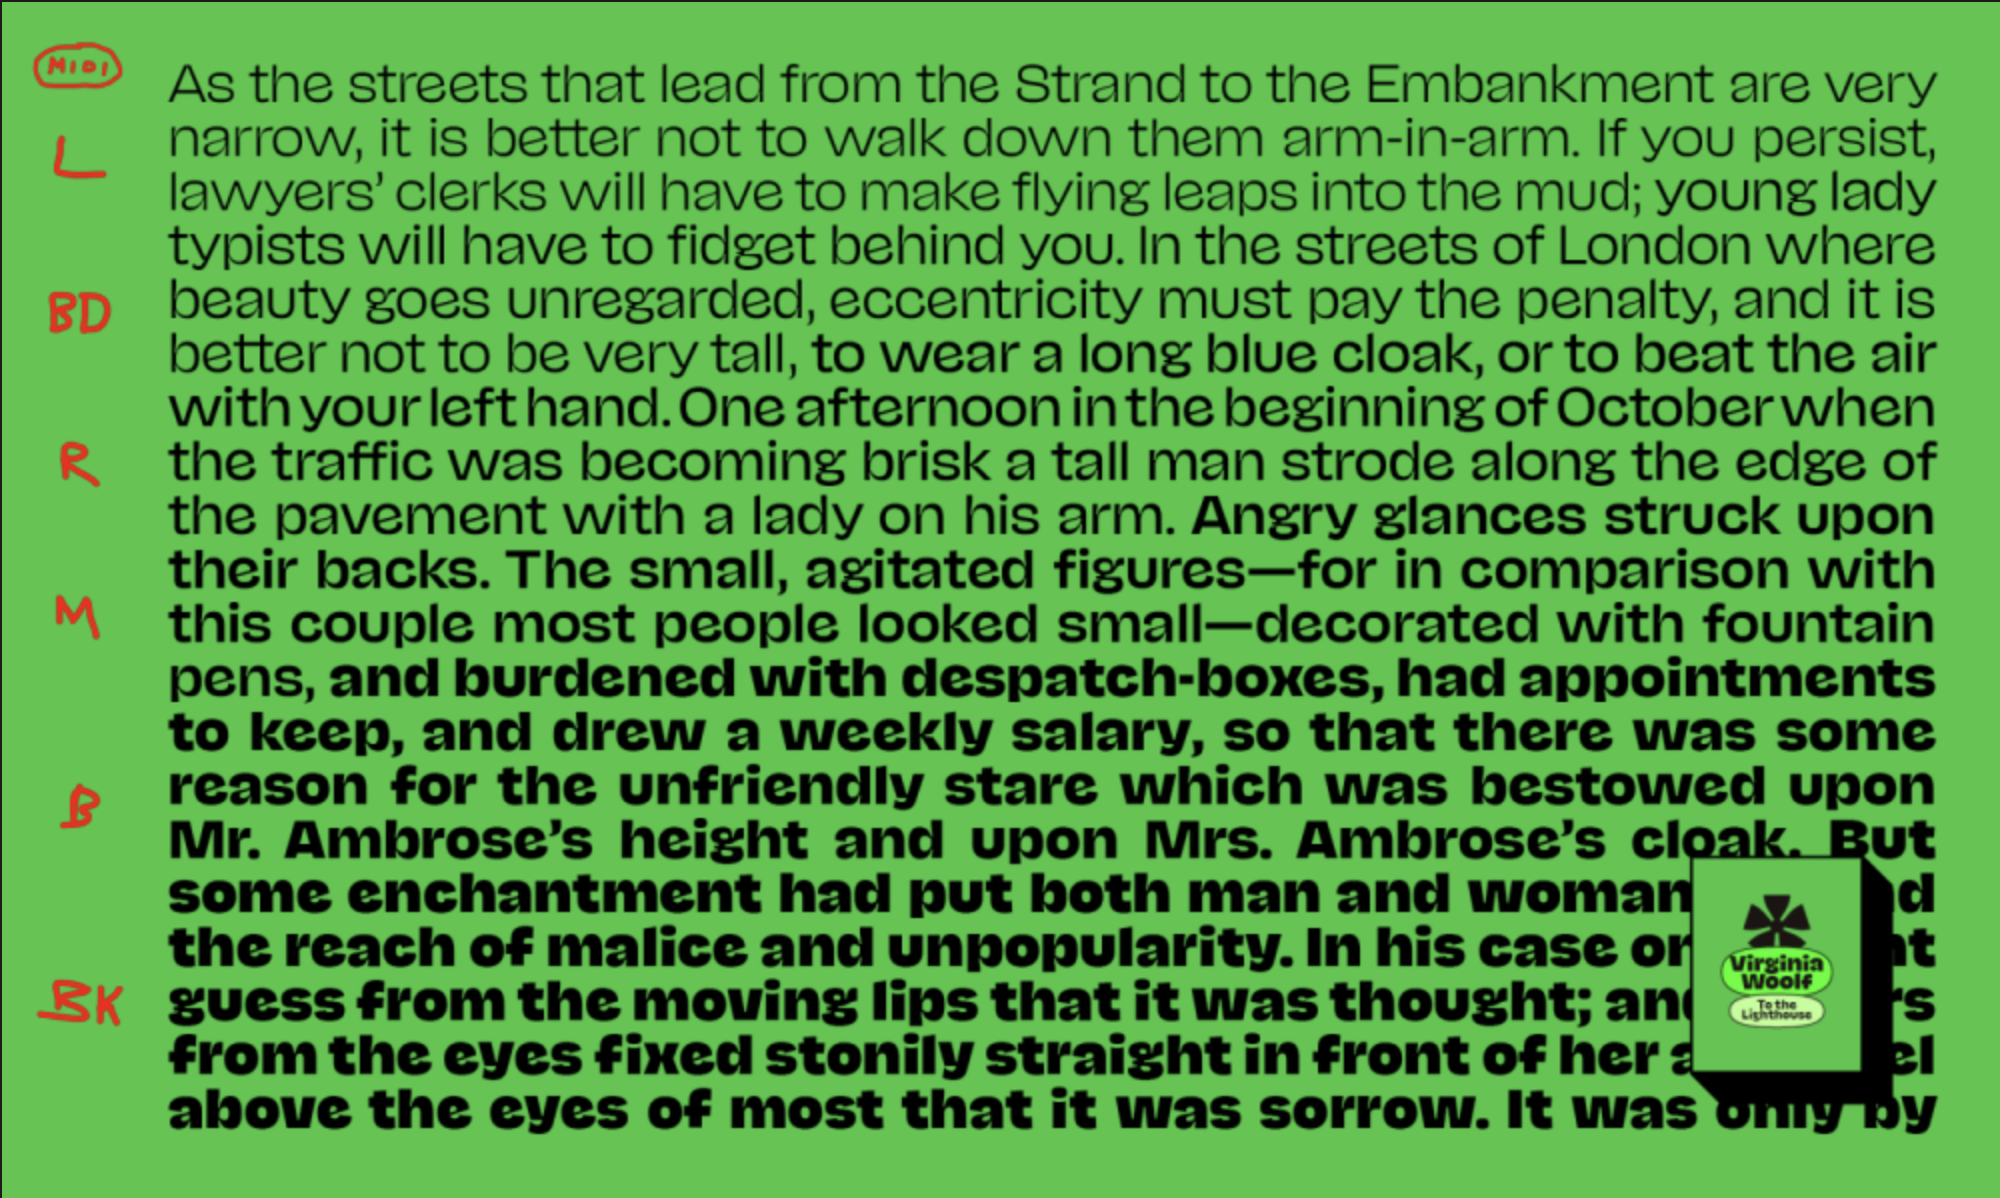 MIDI
L
BD
R
M
B
BK
As the streets that lead from the Strand to the Embankment are very
narrow, it is better not to walk down them arm-in-arm. If you persist,
lawyers’ clerks will have to make flying leaps into the mud; young lady
typists will have to fidget behind you. In the streets of London where
beauty goes unregarded, eccentricity must pay the penalty, and it is
better not to be very tall, to wear a long blue cloak, or to beat the air
with your left hand. One afternoon in the beginning of October when
the traffic was becoming brisk a tall man strode along the edge of
the pavement with a lady on his arm. Angry glances struck upon
their backs. The small, agitated figures—for in comparison with
this couple most people looked small—decorated with fountain
pens, and burdened with despatch-boxes, had appointments
to keep, and drew a weekly salary, so that there was some
reason for the unfriendly stare which was bestowed upon
Mr. Ambrose’s height and upon Mrs. Ambrose’s cloak. But
some enchantment had put both man and woman
the reach of malice and unpopularity. In his case
guess from the moving lips that it was thought;
from the eyes fixed stonily straight in front of her
above the eyes of most that it was sorrow. It was only by
Virginia
Woolf
To the
Lighthouse